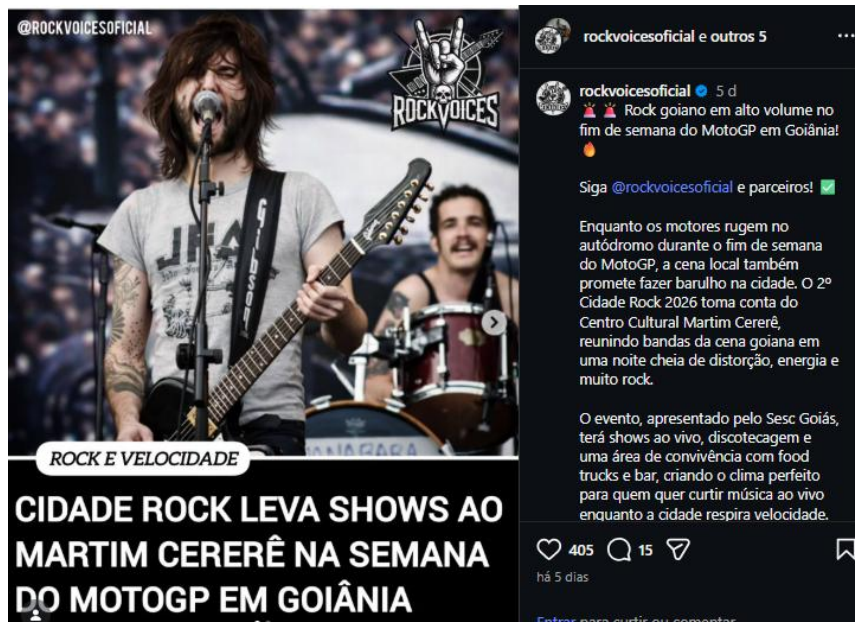 @ROCKVOICESOFICIAL
ROCKVOICES
GIBSON
ROCK E VELOCIDADE
CIDADE ROCK LEVA SHOWS AO
MARTIM CERERÊ NA SEMANA
DO MOTOGP EM GOIÂNIA
rockvoicesoficial e outros 5
rockvoicesoficial 5 d
🚨 🚨 Rock goiano em alto volume no
fim de semana do MotoGP em Goiânia!
🔥
Siga @rockvoicesoficial e parceiros! ✅
Enquanto os motores rugem no
autódromo durante o fim de semana
do MotoGP, a cena local também
promete fazer barulho na cidade. O 2º
Cidade Rock 2026 toma conta do
Centro Cultural Martim Cererê,
reunindo bandas da cena goiana em
uma noite cheia de distorção, energia e
muito rock.
O evento, apresentado pelo Sesc Goiás,
terá shows ao vivo, discotecagem e
uma área de convivência com food
trucks e bar, criando o clima perfeito
para quem quer curtir música ao vivo
enquanto a cidade respira velocidade.
405 15
há 5 dias
Entrar para curtir ou comentar.